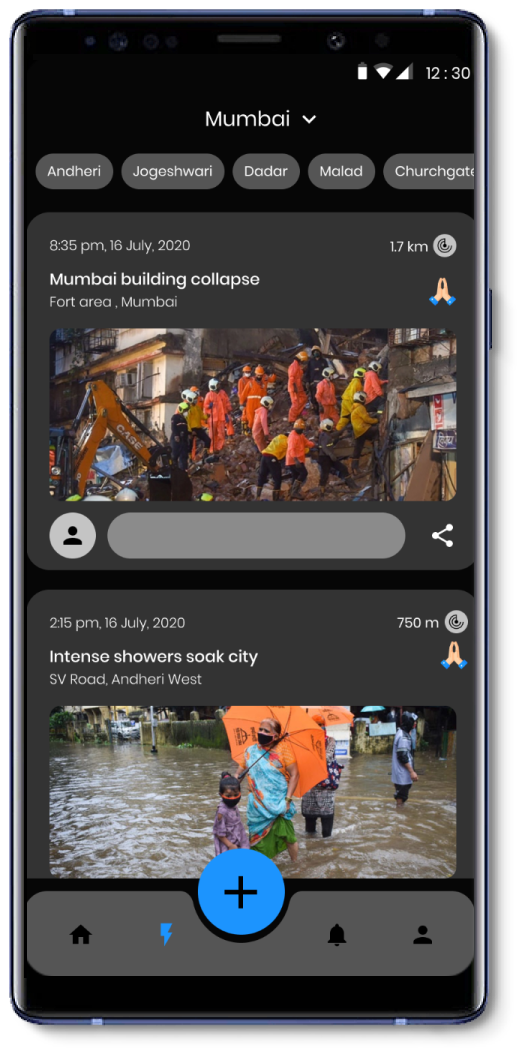 12:30
Mumbai
Andheri Jogeshwari Dadar Malad Churchgate
8:35 pm, 16 July, 2020 1.7 km
Mumbai building collapse
Fort area , Mumbai
CASE
2:15 pm, 16 July, 2020 750 m
Intense showers soak city
SV Road, Andheri West